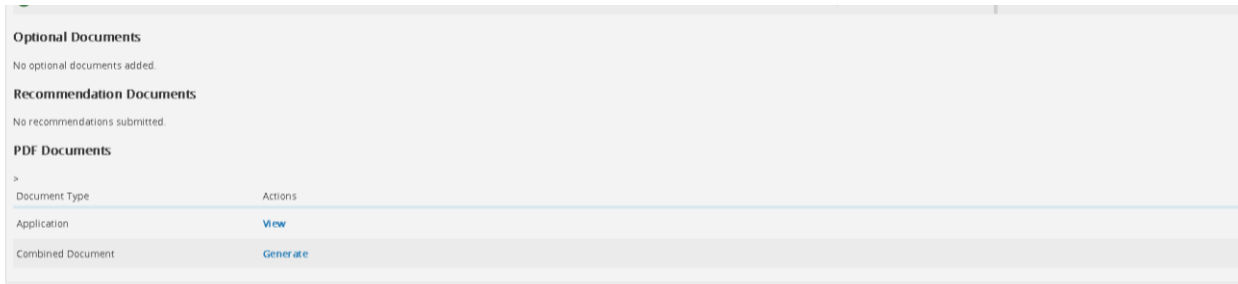 Optional Documents
No optional documents added.
Recommendation Documents
No recommendations submitted.
PDF Documents
>
Document Type Actions
Application View
Combined Document Generate